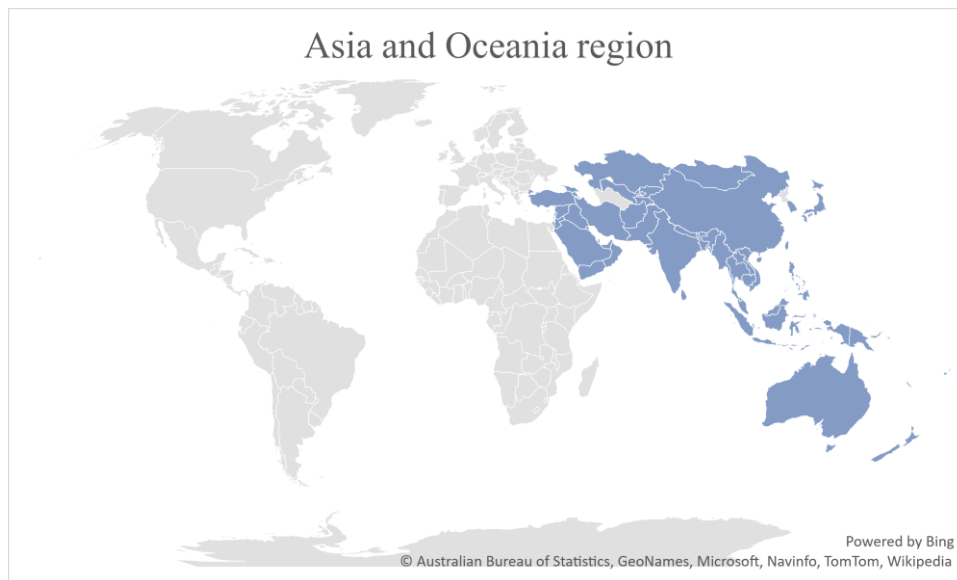 Asia and Oceania region
Powered by Bing
© Australian Bureau of Statistics, GeoNames, Microsoft, Navinfo, TomTom, Wikipedia